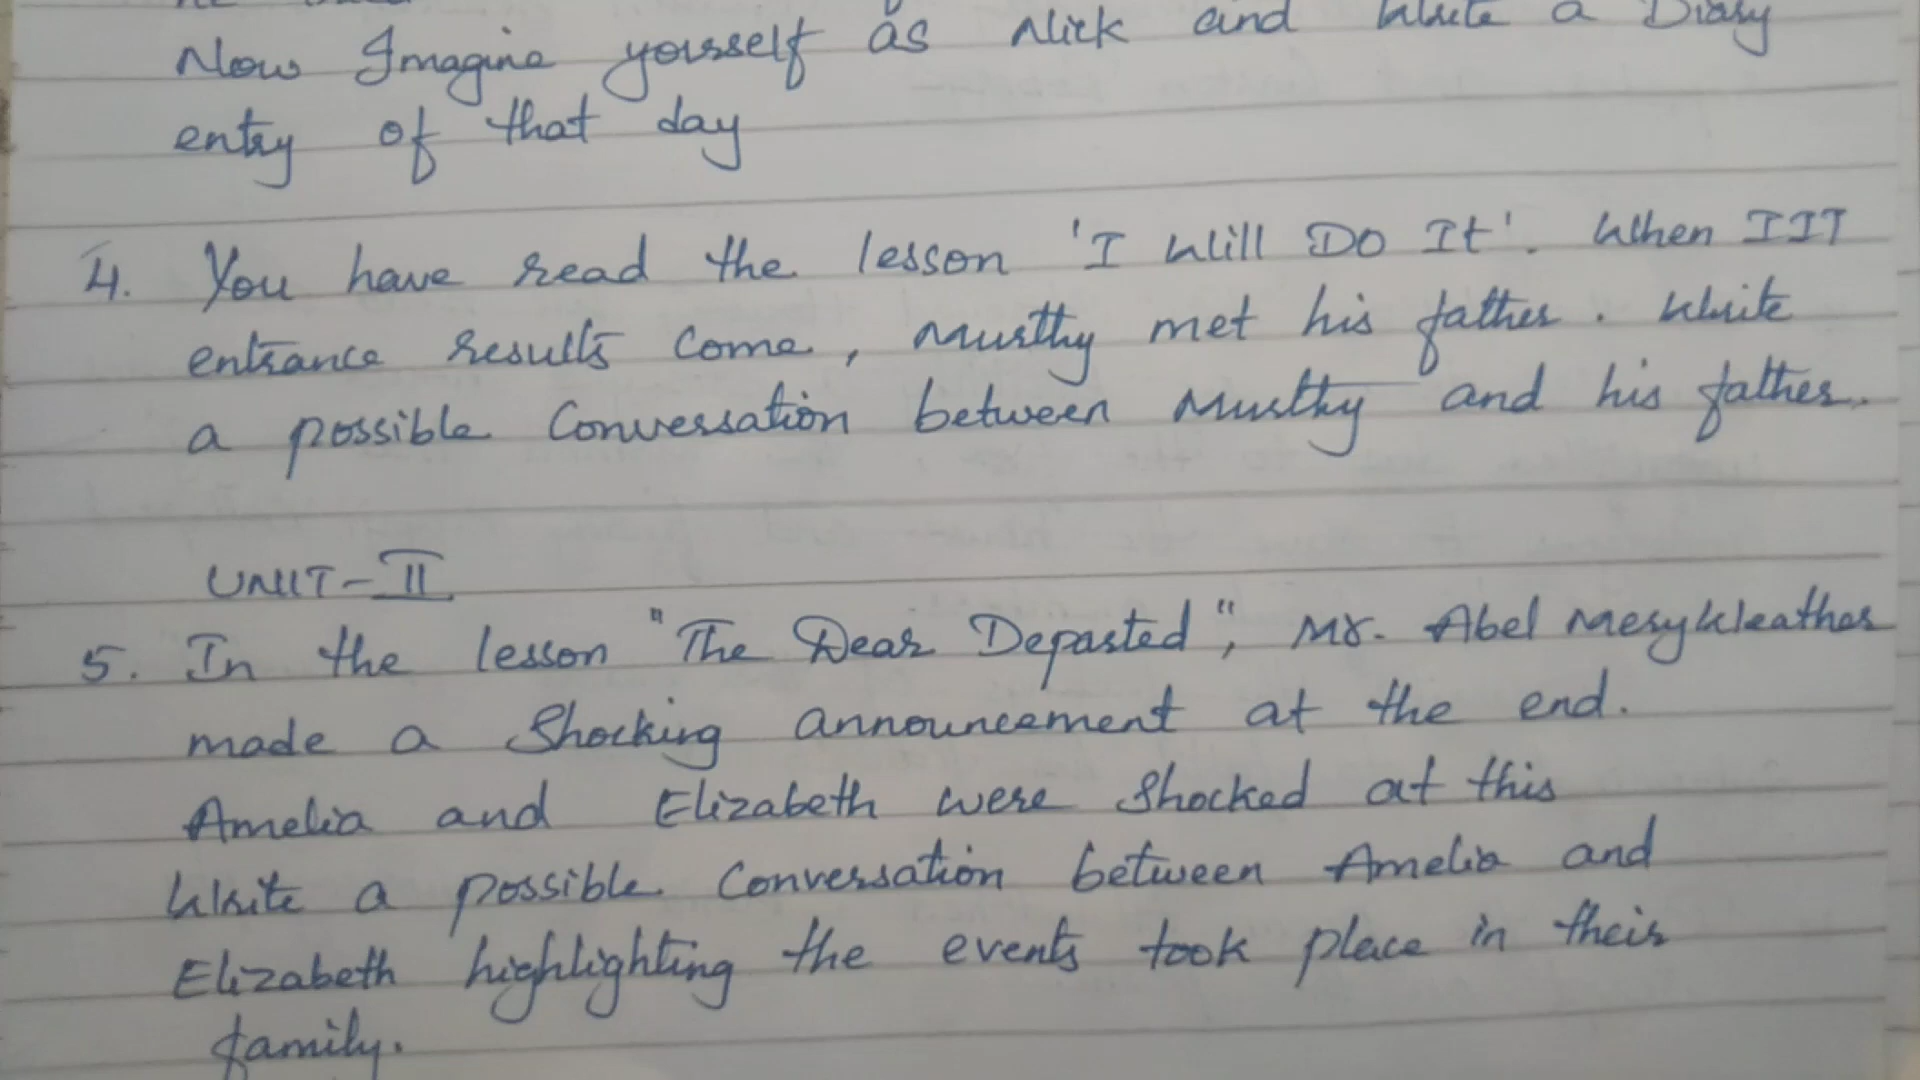 Now Imagine yourself as Nick and Write a Diary
entry of that day
4. You have read the lesson 'I Will Do It'. When IIT
entrance results come, Murthy met his father. Write
a possible Conversation between Murthy and his father.
UNIT-II
5. In the lesson "The Dear Departed", Mr. Abel Meryweather
made a Shocking announcement at the end.
Amelia and Elizabeth were Shocked at this
Write a possible Conversation between Amelia and
Elizabeth highlighting the events took place in their
family.